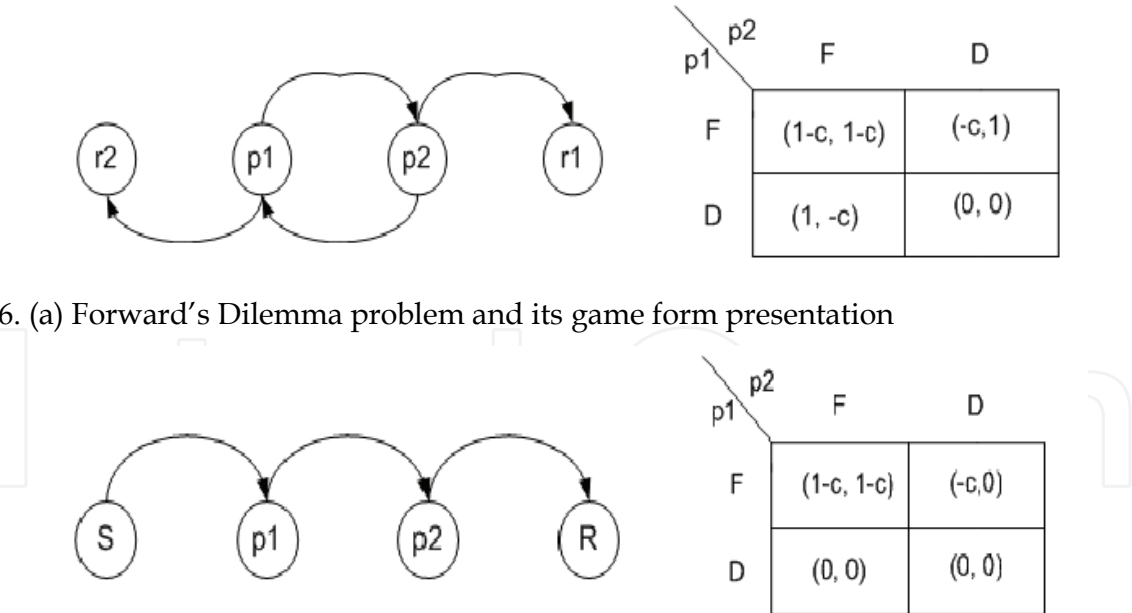 p2
p1 F D
r2 p1 p2 r1
F (1-c, 1-c) (-c,1)
D (1, -c) (0, 0)
6. (a) Forward's Dilemma problem and its game form presentation
p2
p1 F D
F (1-c, 1-c) (-c,0)
S p1 p2 R
D (0, 0) (0, 0)